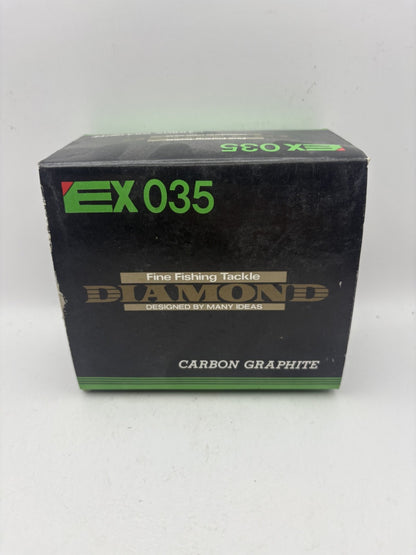 EX 035
EX 035
Fine Fishing Tackle
DIAMOND
DESIGNED BY MANY IDEAS
CARBON GRAPHITE